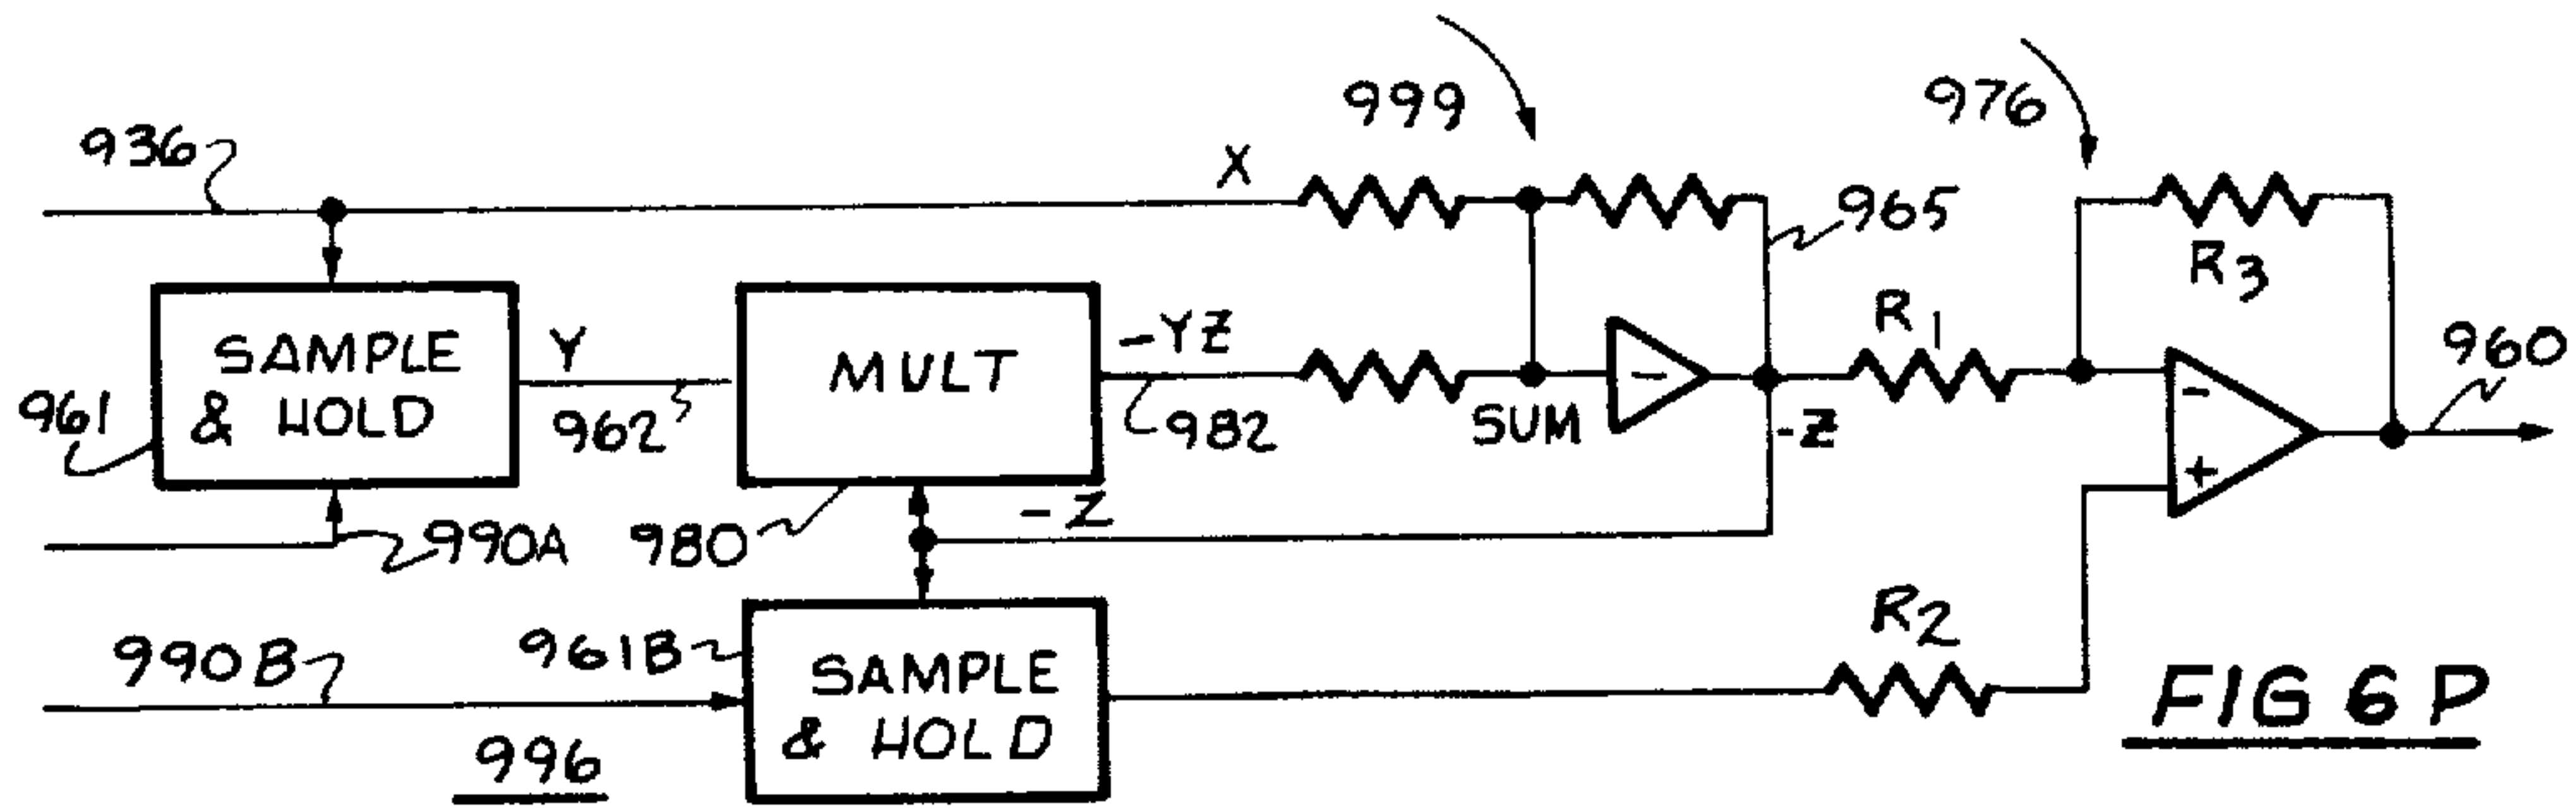 999
976
936
X
965
R3
R1
SAMPLE
& HOLD
Y
MULT
-YZ
960
961
962
982
SUM
-Z
-
+
-
990A
980
-Z
R2
990B
961B
SAMPLE
& HOLD
996
FIG 6P